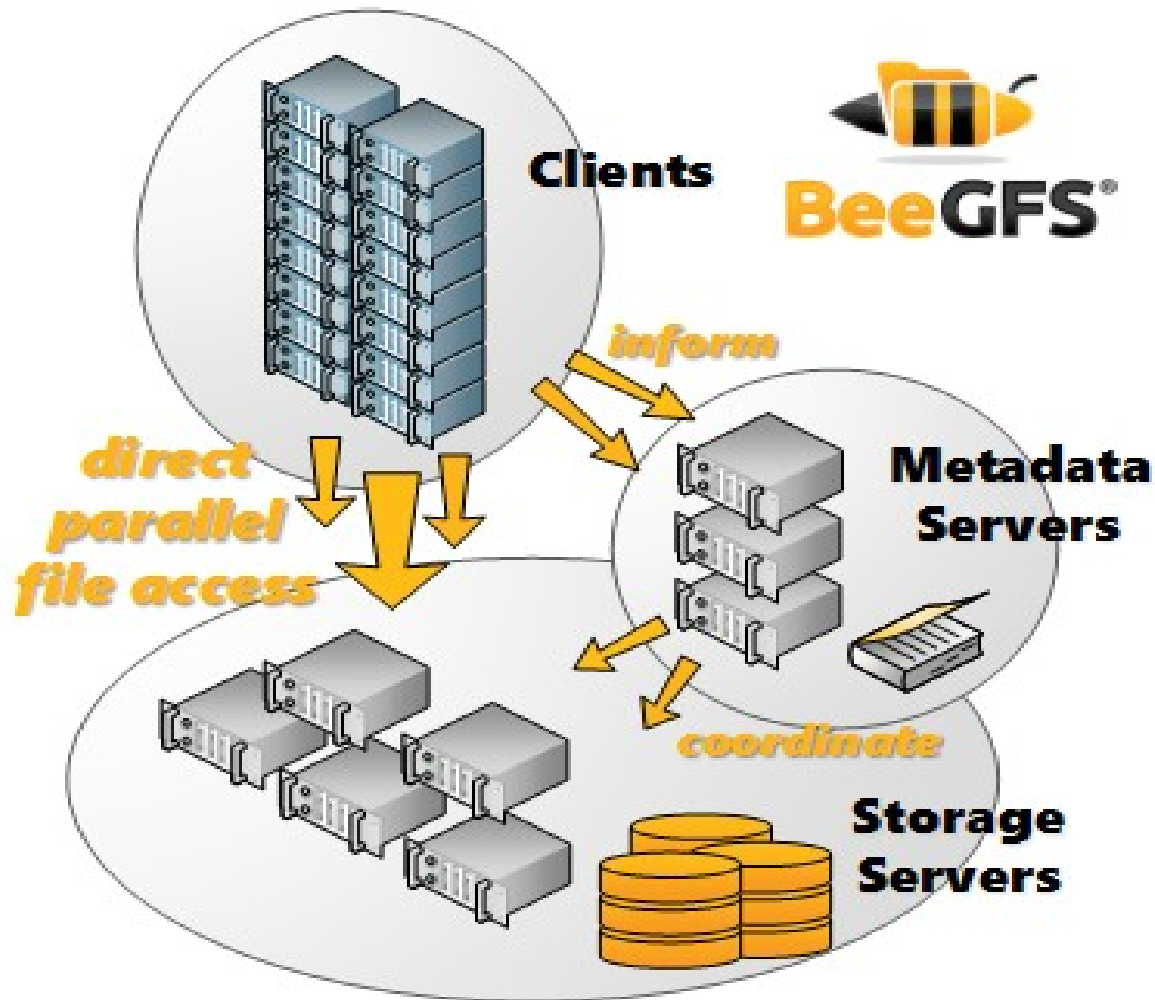 Clients
BeeGFS®
inform
direct
parallel
file access
Metadata
Servers
coordinate
Storage
Servers